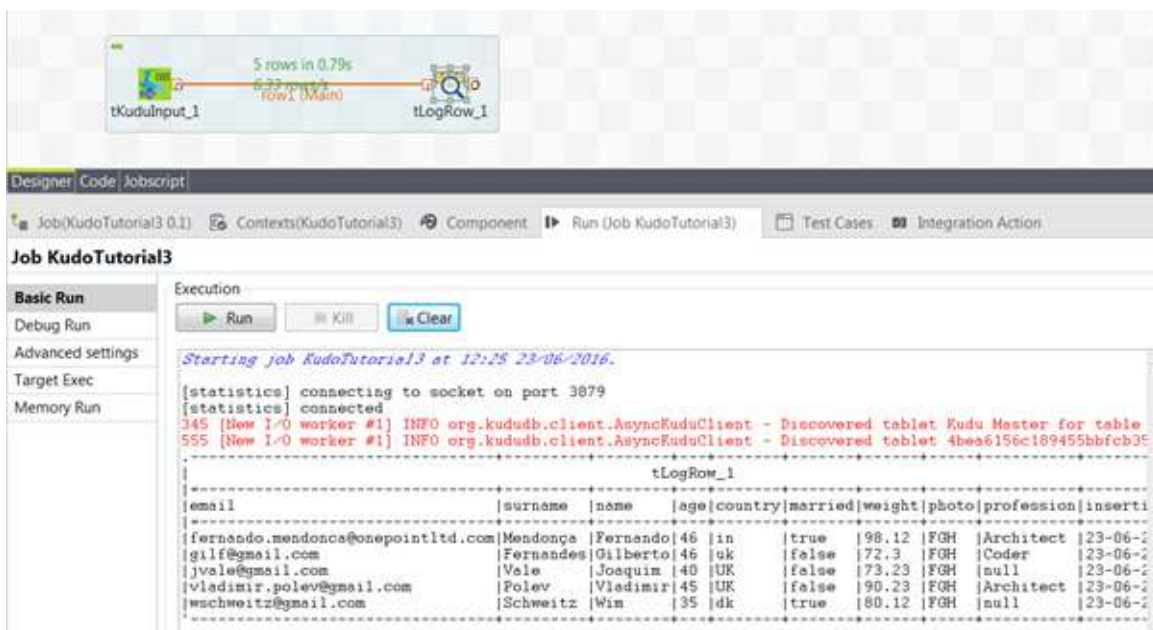 5 rows in 0.79s
6.33 rows/s
row1 (Main)
tKuduInput_1
tLogRow_1
Designer Code Jobscript
Job(KudoTutorial3 0.1) Contexts(KudoTutorial3) Component Run (Job KudoTutorial3) Test Cases Integration Action
Job KudoTutorial3
Basic Run
Debug Run
Advanced settings
Target Exec
Memory Run
Execution
Run Kill Clear
Starting job KudoTutorial3 at 12:25 23/06/2016.
[statistics] connecting to socket on port 3879
[statistics] connected
345 [New I/O worker #1] INFO org.kududb.client.AsyncKuduClient - Discovered tablet Kudu Master for table
555 [New I/O worker #1] INFO org.kududb.client.AsyncKuduClient - Discovered tablet 4bea6156c189455bbfcb35
tLogRow_1
|email |surname |name |age|country|married|weight|photo|profession|inserti
|fernando.mendonca@onepointltd.com|Mendonça |Fernando|46 |in |true |98.12 |FGH |Architect |23-06-2
|gilf@gmail.com |Fernandes|Gilberto|46 |uk |false |72.3 |FGH |Coder |23-06-2
|jvale@gmail.com |Vale |Joaquim |40 |UK |false |73.23 |FGH |null |23-06-2
|vladimir.polev@gmail.com |Polev |Vladimir|45 |UK |false |90.23 |FGH |Architect |23-06-2
|wschweitz@gmail.com |Schweitz |Wim |35 |dk |true |80.12 |FGH |null |23-06-2